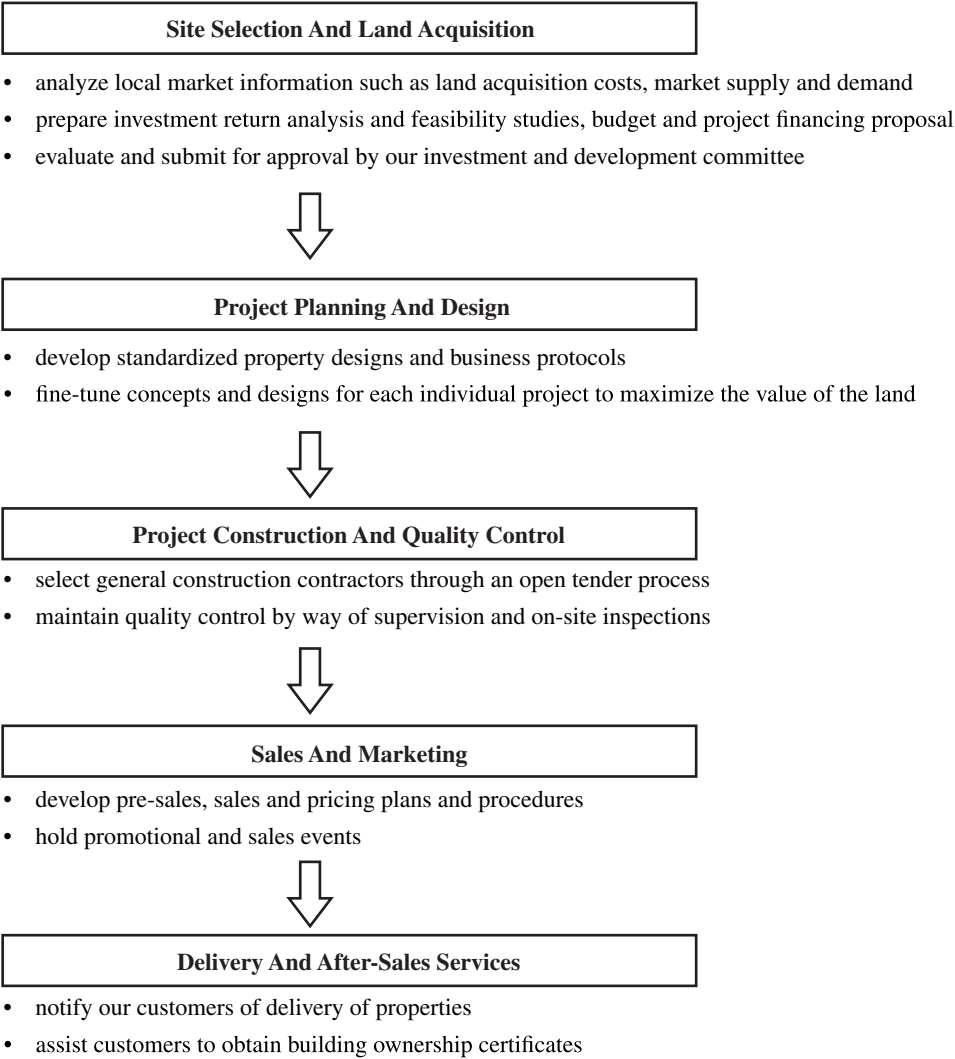 Site Selection And Land Acquisition
• analyze local market information such as land acquisition costs, market supply and demand
• prepare investment return analysis and feasibility studies, budget and project financing proposal
• evaluate and submit for approval by our investment and development committee
Project Planning And Design
• develop standardized property designs and business protocols
• fine-tune concepts and designs for each individual project to maximize the value of the land
Project Construction And Quality Control
• select general construction contractors through an open tender process
• maintain quality control by way of supervision and on-site inspections
Sales And Marketing
• develop pre-sales, sales and pricing plans and procedures
• hold promotional and sales events
Delivery And After-Sales Services
• notify our customers of delivery of properties
• assist customers to obtain building ownership certificates